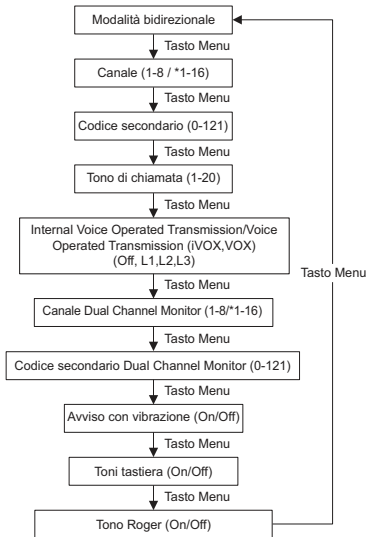 Modalità bidirezionale
Tasto Menu
Canale (1-8 / *1-16)
Tasto Menu
Codice secondario (0-121)
Tasto Menu
Tono di chiamata (1-20)
Tasto Menu
Internal Voice Operated Transmission/Voice
Operated Transmission (iVOX,VOX)
(Off, L1,L2,L3)
Tasto Menu
Tasto Menu
Canale Dual Channel Monitor (1-8/*1-16)
Tasto Menu
Codice secondario Dual Channel Monitor (0-121)
Tasto Menu
Avviso con vibrazione (On/Off)
Tasto Menu
Toni tastiera (On/Off)
Tasto Menu
Tono Roger (On/Off)